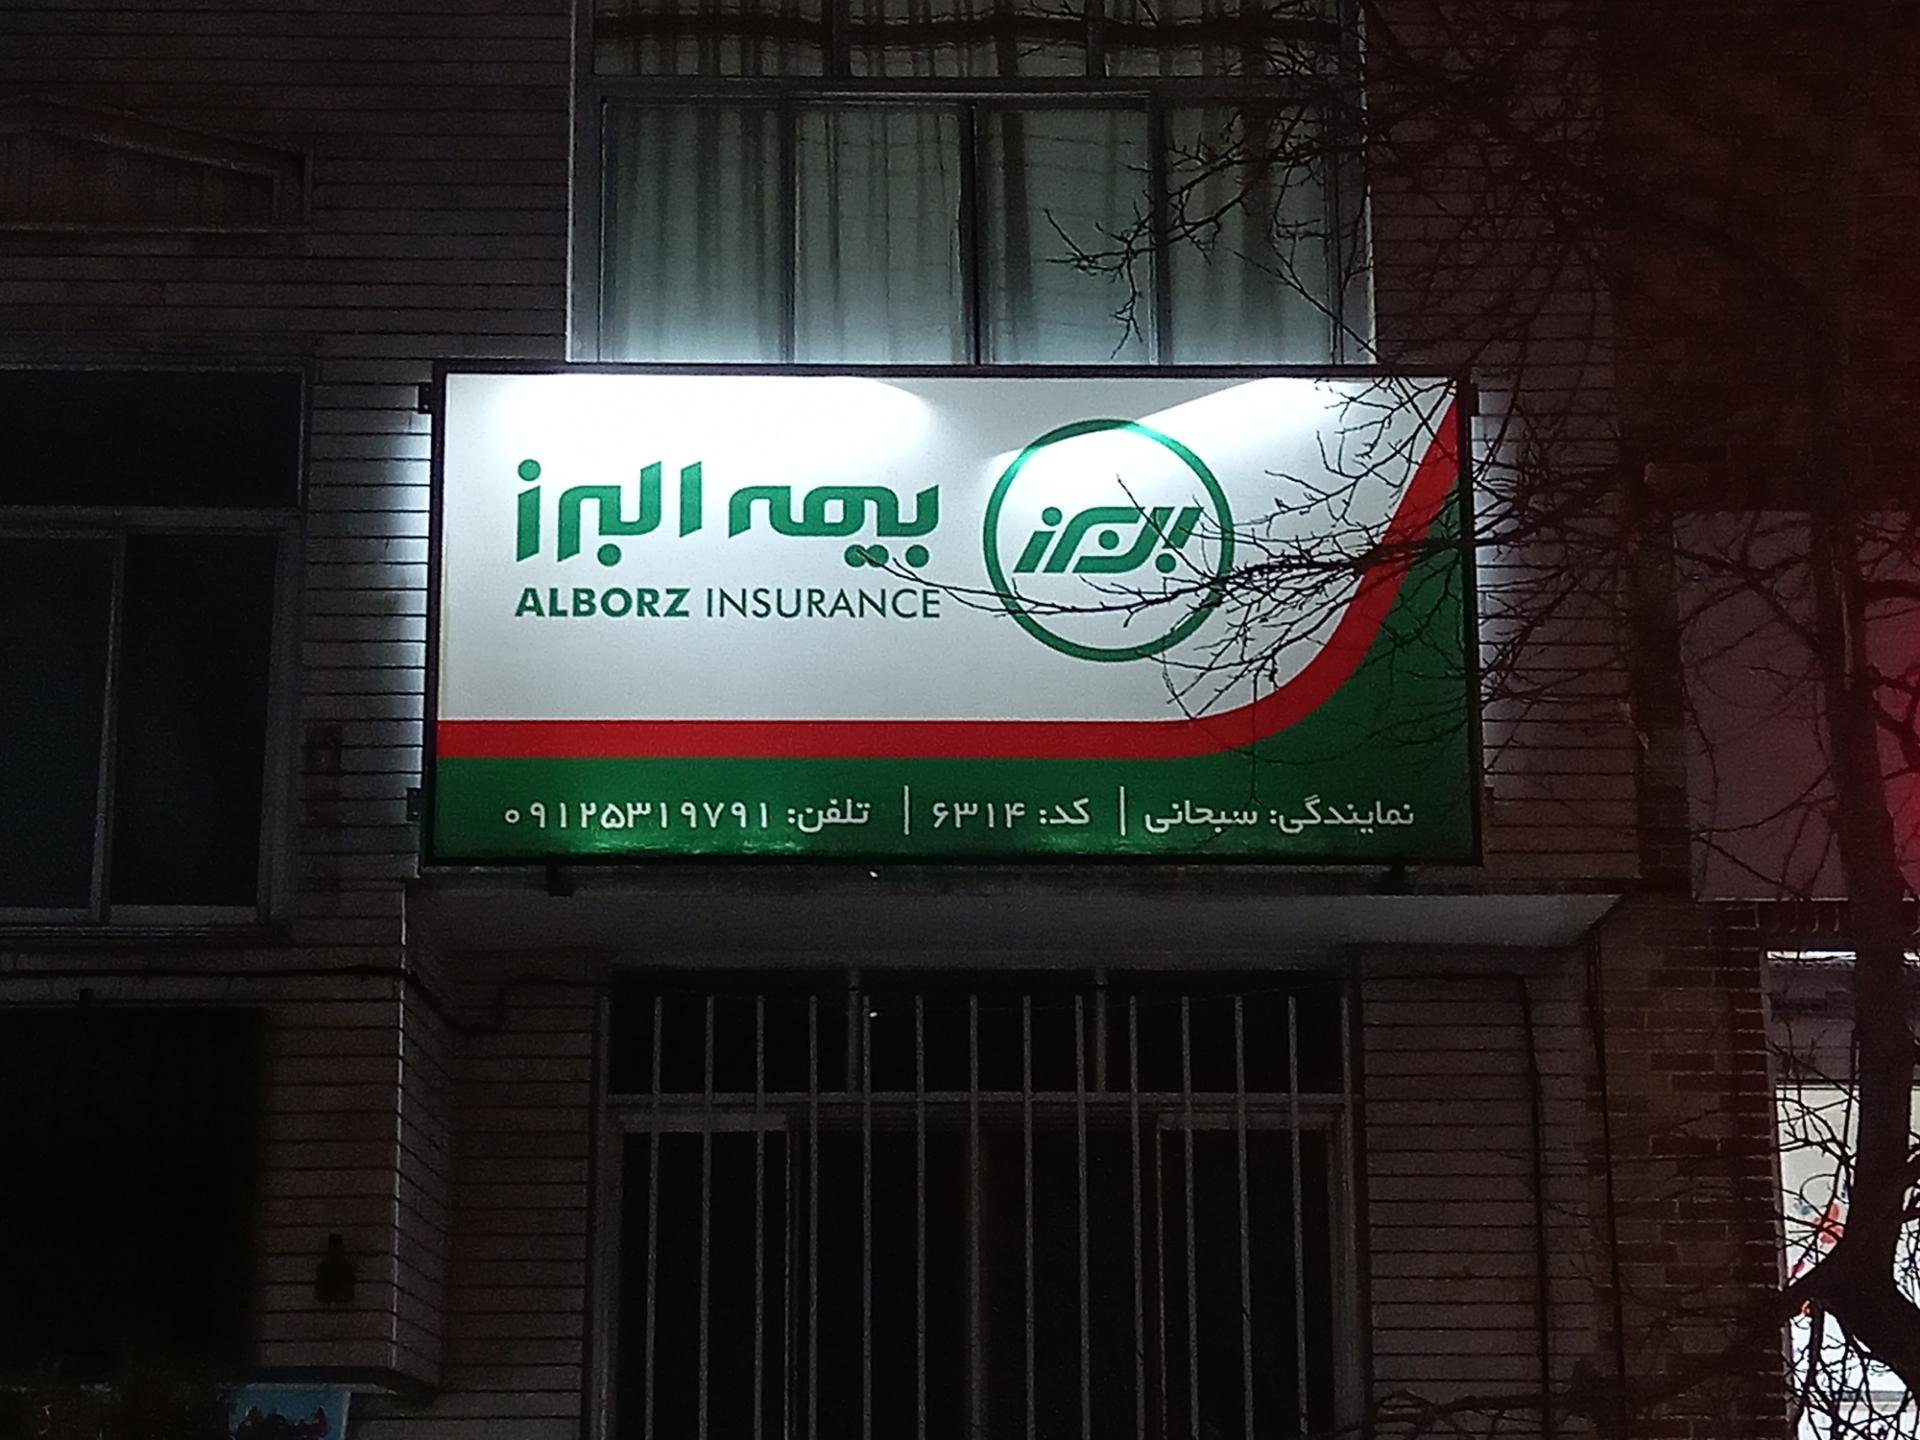 بیمه البرز
البرز
ALBORZ INSURANCE
نمایندگی: سبحانی | کد: ۶۳۱۴ | تلفن: ۰۹۱۲۵۳۱۹۷۹۱